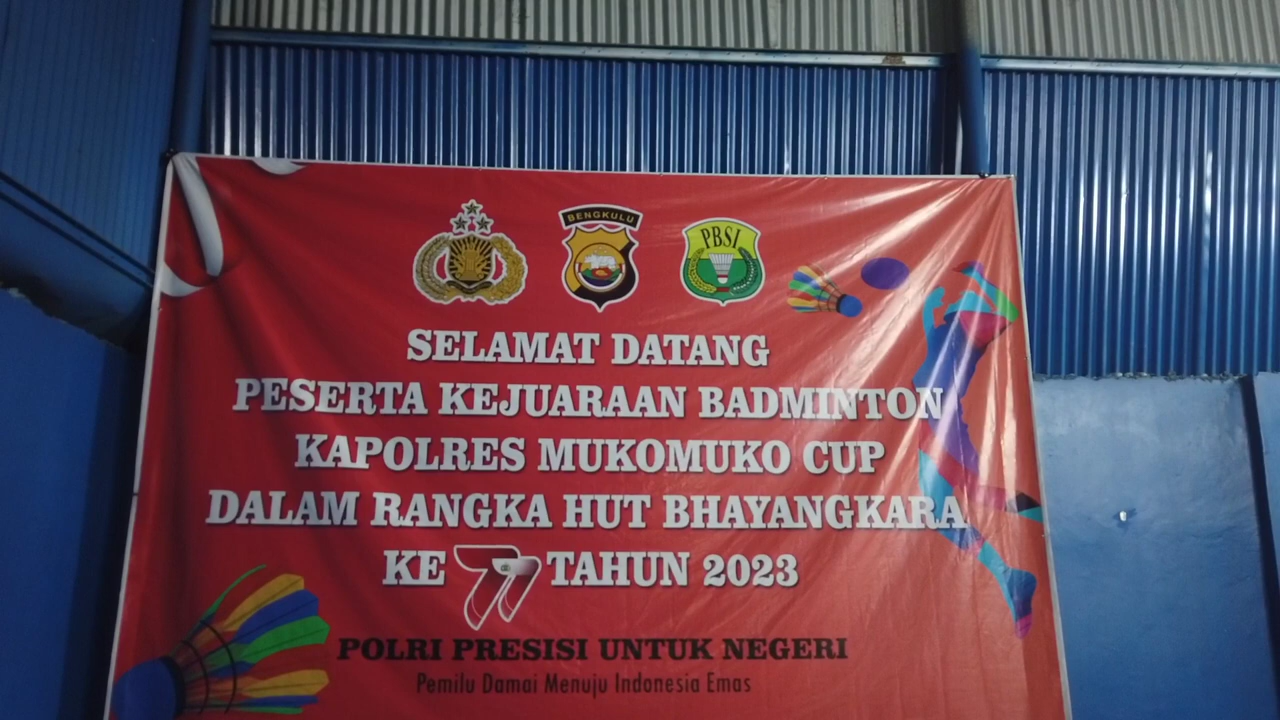 BENGKULU
PBSI
SELAMAT DATANG
PESERTA KEJUARAAN BADMINTON
KAPOLRES MUKOMUKO CUP
DALAM RANGKA HUT BHAYANGKARA
KE 77 TAHUN 2023
POLRI PRESISI UNTUK NEGERI
Pemilu Damai Menuju Indonesia Emas